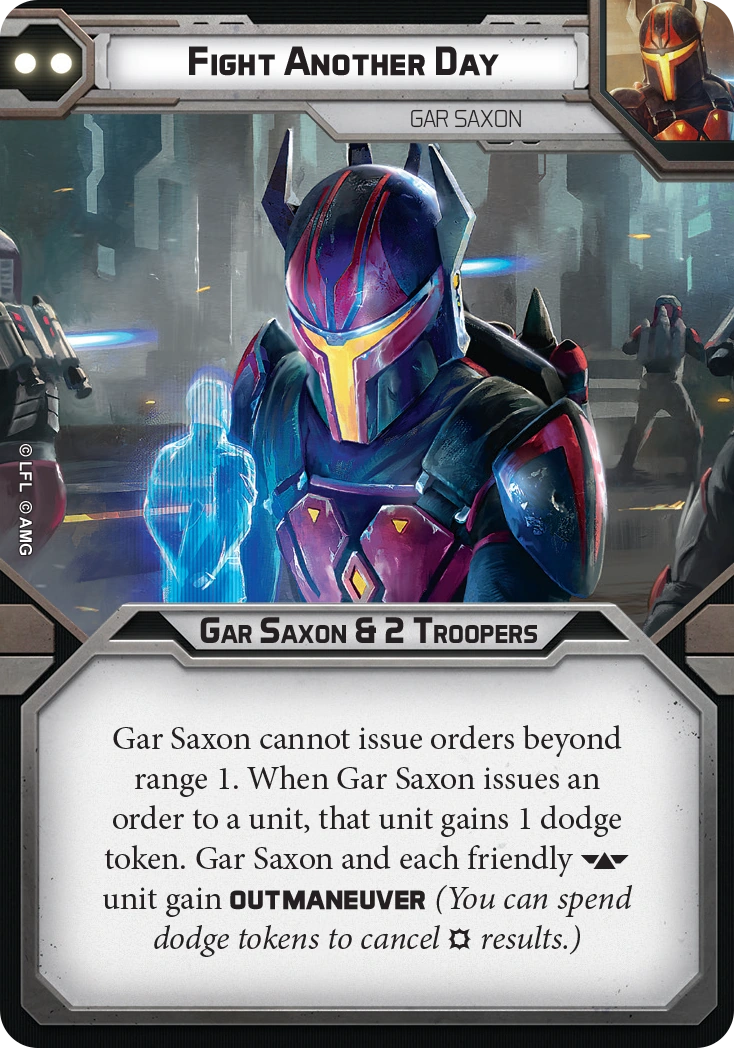 Fight Another Day
GAR SAXON
© LFL © AMG
Gar Saxon & 2 Troopers
Gar Saxon cannot issue orders beyond
range 1. When Gar Saxon issues an
order to a unit, that unit gains 1 dodge
token. Gar Saxon and each friendly
unit gain OUTMANEUVER (You can spend
dodge tokens to cancel results.)